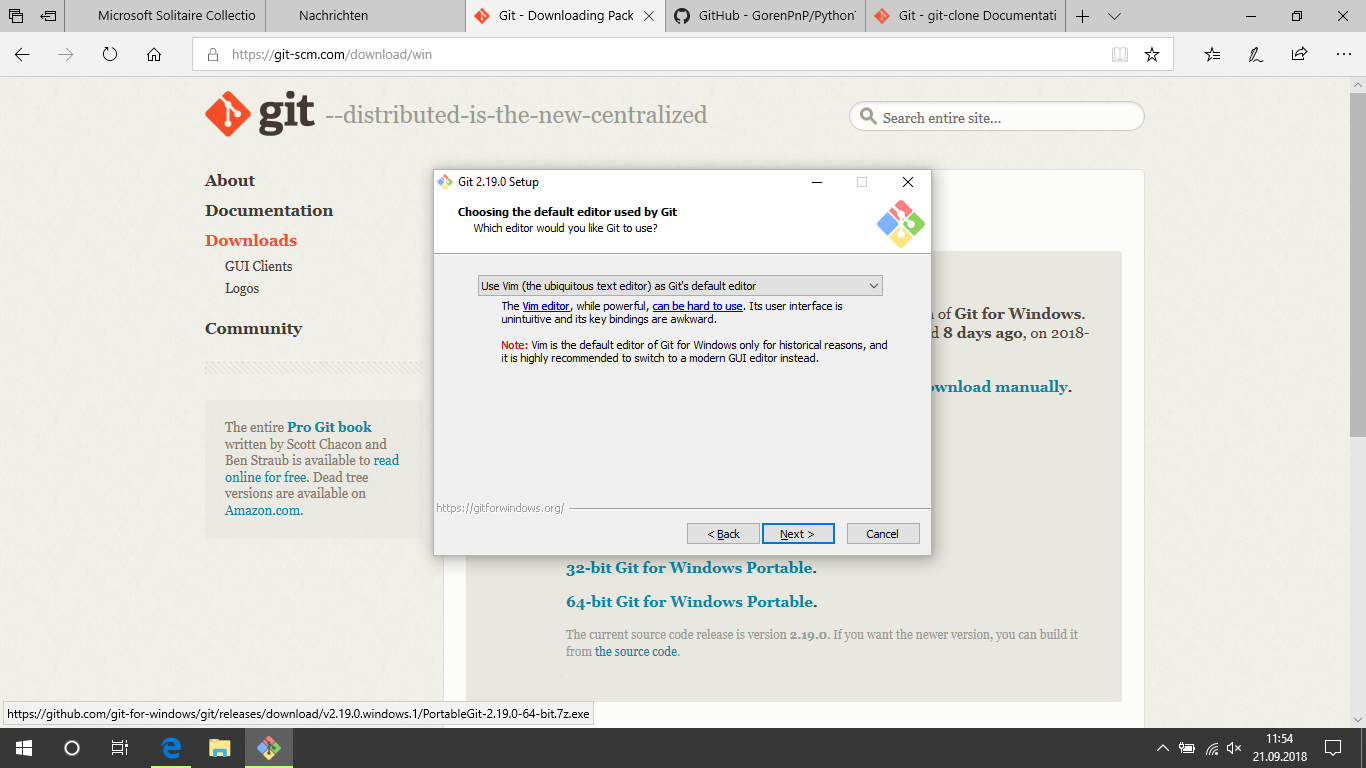 Microsoft Solitaire Collectio
Nachrichten
Git - Downloading Pack
GitHub - GorenPnP/Python
Git - git-clone Documentati
https://git-scm.com/download/win
git --distributed-is-the-new-centralized
Search entire site...
About
Documentation
Downloads
GUI Clients
Logos
Community
The entire Pro Git book
written by Scott Chacon and
Ben Straub is available to read
online for free. Dead tree
versions are available on
Amazon.com.
Git 2.19.0 Setup
Choosing the default editor used by Git
Which editor would you like Git to use?
Use Vim (the ubiquitous text editor) as Git's default editor
The Vim editor, while powerful, can be hard to use. Its user interface is
unintuitive and its key bindings are awkward.
Note: Vim is the default editor of Git for Windows only for historical reasons, and
it is highly recommended to switch to a modern GUI editor instead.
https://gitforwindows.org/
< Back
Next >
Cancel
of Git for Windows.
8 days ago, on 2018-
download manually.
32-bit Git for Windows Portable.
64-bit Git for Windows Portable.
The current source code release is version 2.19.0. If you want the newer version, you can build it
from the source code.
https://github.com/git-for-windows/git/releases/download/v2.19.0.windows.1/PortableGit-2.19.0-64-bit.7z.exe
11:54
21.09.2018